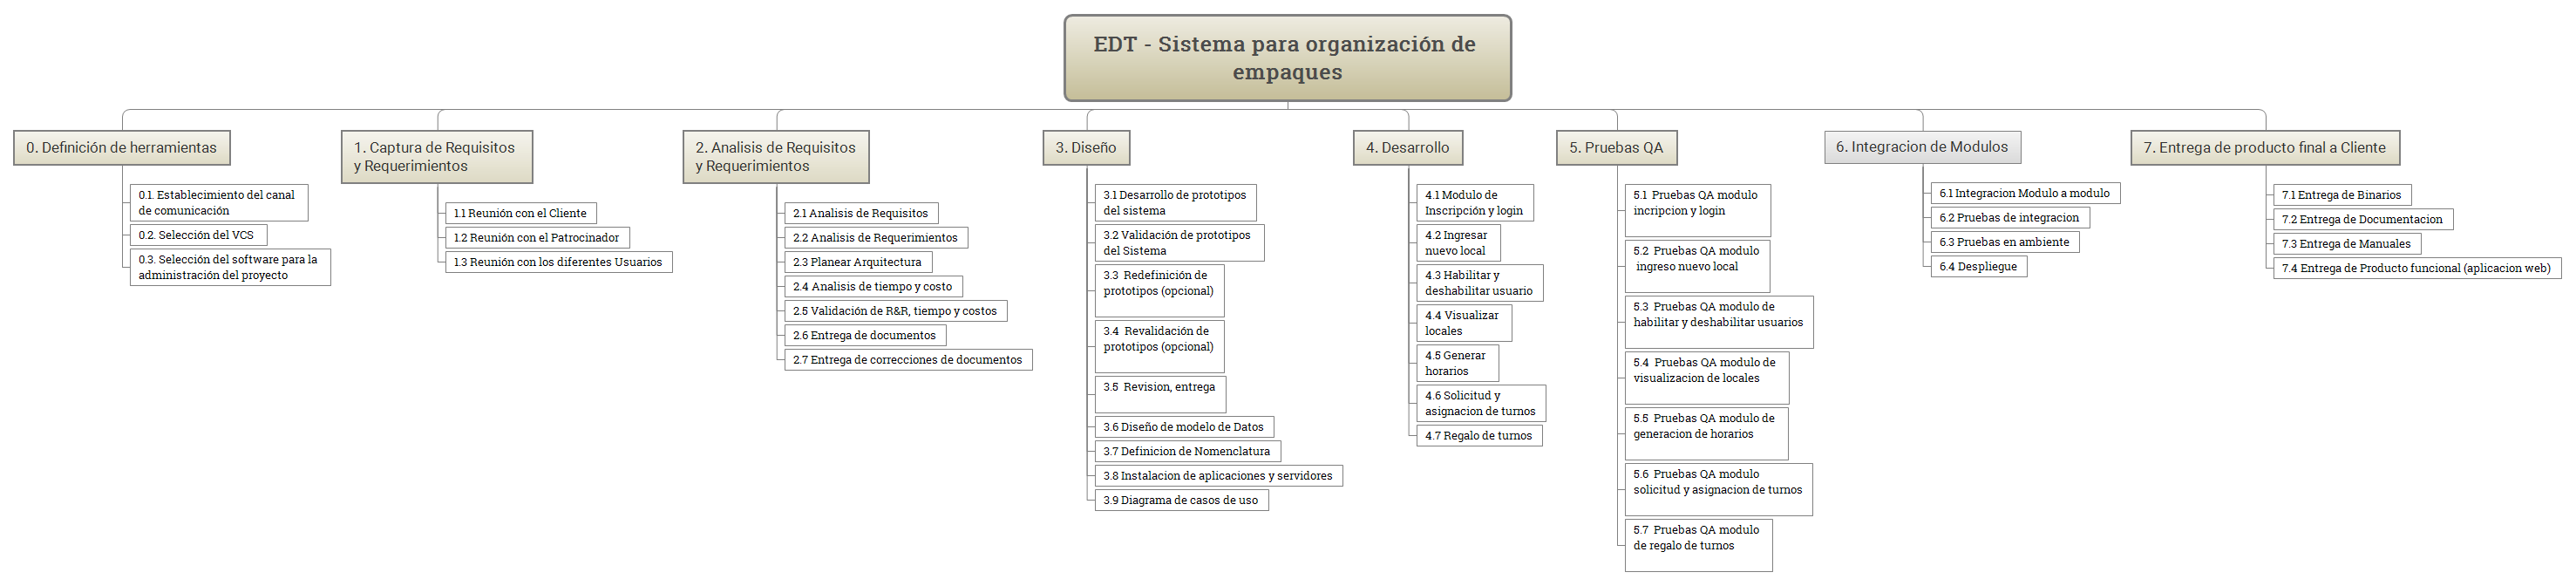 EDT - Sistema para organización de
empaques
0. Definición de herramientas
0.1. Establecimiento del canal
de comunicación
0.2. Selección del VCS
0.3. Selección del software para la
administración del proyecto
1. Captura de Requisitos
y Requerimientos
1.1 Reunión con el Cliente
1.2 Reunión con el Patrocinador
1.3 Reunión con los diferentes Usuarios
2. Analisis de Requisitos
y Requerimientos
2.1 Analisis de Requisitos
2.2 Analisis de Requerimientos
2.3 Planear Arquitectura
2.4 Analisis de tiempo y costo
2.5 Validación de R&R, tiempo y costos
2.6 Entrega de documentos
2.7 Entrega de correcciones de documentos
3. Diseño
3.1 Desarrollo de prototipos
del sistema
3.2 Validación de prototipos
del Sistema
3.3 Redefinición de
prototipos (opcional)
3.4 Revalidación de
prototipos (opcional)
3.5 Revision, entrega
3.6 Diseño de modelo de Datos
3.7 Definicion de Nomenclatura
3.8 Instalacion de aplicaciones y servidores
3.9 Diagrama de casos de uso
4. Desarrollo
4.1 Modulo de
Inscripción y login
4.2 Ingresar
nuevo local
4.3 Habilitar y
deshabilitar usuario
4.4 Visualizar
locales
4.5 Generar
horarios
4.6 Solicitud y
asignacion de turnos
4.7 Regalo de turnos
5. Pruebas QA
5.1 Pruebas QA modulo
incripcion y login
5.2 Pruebas QA modulo
ingreso nuevo local
5.3 Pruebas QA modulo de
habilitar y deshabilitar usuarios
5.4 Pruebas QA modulo de
visualizacion de locales
5.5 Pruebas QA modulo de
generacion de horarios
5.6 Pruebas QA modulo
solicitud y asignacion de turnos
5.7 Pruebas QA modulo
de regalo de turnos
6. Integracion de Modulos
6.1 Integracion Modulo a modulo
6.2 Pruebas de integracion
6.3 Pruebas en ambiente
6.4 Despliegue
7. Entrega de producto final a Cliente
7.1 Entrega de Binarios
7.2 Entrega de Documentacion
7.3 Entrega de Manuales
7.4 Entrega de Producto funcional (aplicacion web)